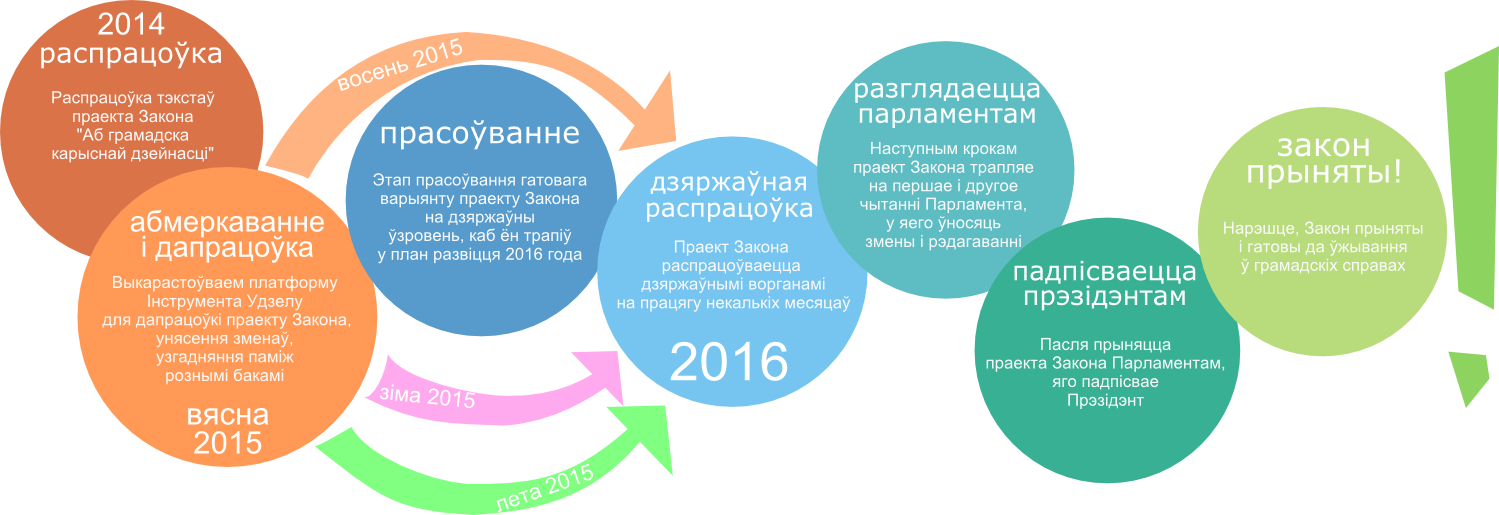 2014
распрацоўка
Распрацоўка тэкстаў
праекта Закона
"Аб грамадска
карыснай дзейнасці"
абмеркаванне
і дапрацоўка
Выкарастоўваем платформу
Інструмента Удзелу
для дапрацоўкі праекту Закона,
унясення зменаў,
узгадняння паміж
рознымі бакамі
вясна
2015
восень 2015
зіма 2015
лета 2015
прасоўванне
Этап прасоўвання гатовага
варыянту праекту Закона
на дзяржаўны
ўзровень, каб ён трапіў
у план развіцця 2016 года
дзяржаўная
распрацоўка
Праект Закона
распрацоўваецца
дзяржаўнымі ворганамі
на працягу некалькіх месяцаў
2016
разглядаецца
парламентам
Наступным крокам
праект Закона трапляе
на першае і другое
чытанні Парламента,
у яего ўносяць
змены і рэдагаванні
падпісваецца
прэзідэнтам
Пасля прыняцца
праекта Закона Парламентам,
яго падпісвае
Прэзідэнт
закон
прыняты!
Нарэшце, Закон прыняты
і гатовы да ўжывання
ў грамадскіх справах